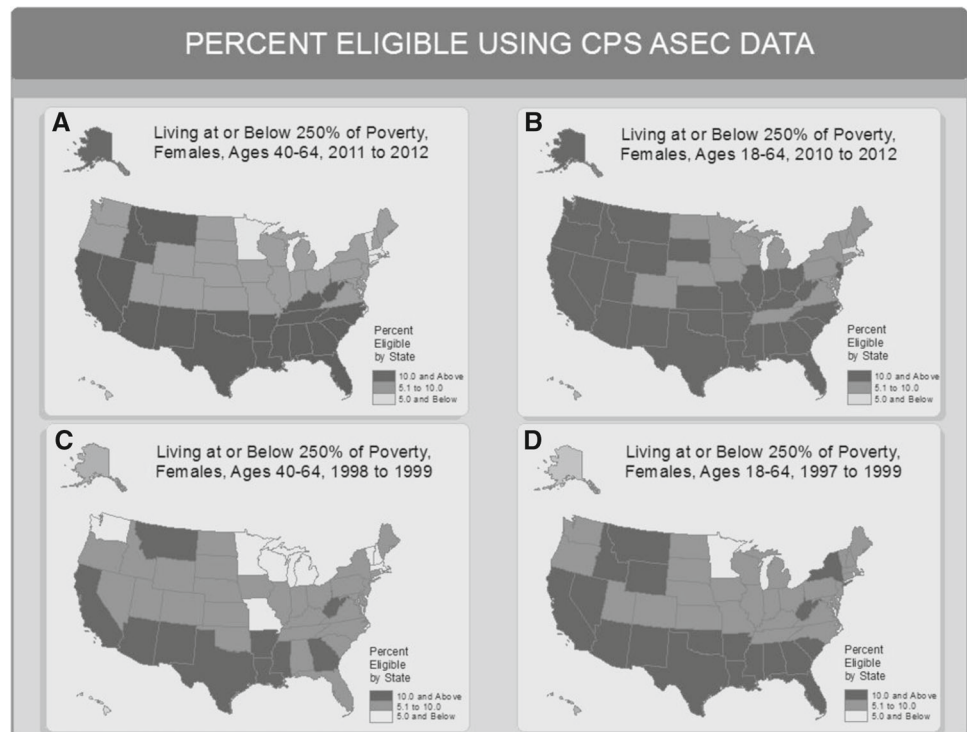 PERCENT ELIGIBLE USING CPS ASEC DATA
A
Living at or Below 250% of Poverty,
Females, Ages 40-64, 2011 to 2012
Percent
Eligible
by State
10.0 and Above
5.1 to 10.0
5.0 and Below
B
Living at or Below 250% of Poverty,
Females, Ages 18-64, 2010 to 2012
Percent
Eligible
by State
10.0 and Above
5.1 to 10.0
5.0 and Below
C
Living at or Below 250% of Poverty,
Females, Ages 40-64, 1998 to 1999
Percent
Eligible
by State
10.0 and Above
5.1 to 10.0
5.0 and Below
D
Living at or Below 250% of Poverty,
Females, Ages 18-64, 1997 to 1999
Percent
Eligible
by State
10.0 and Above
5.1 to 10.0
5.0 and Below